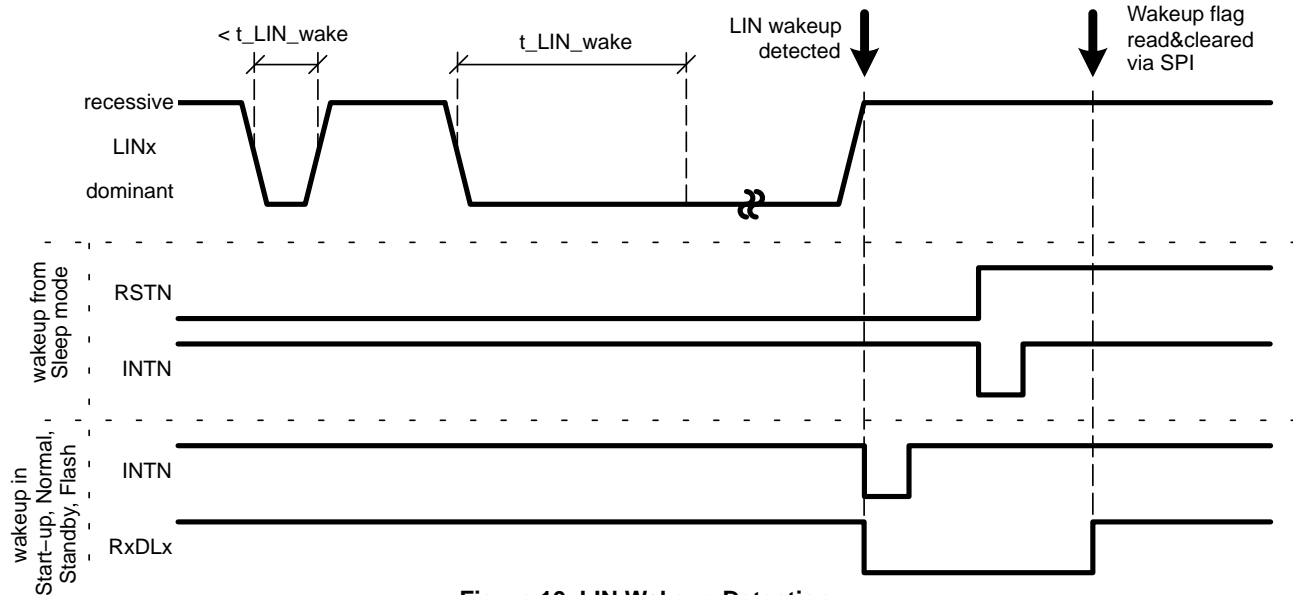 < t_LIN_wake
t_LIN_wake
LIN wakeup
detected
Wakeup flag
read&cleared
via SPI
recessive
LINx
dominant
wakeup from
Sleep mode
RSTN
INTN
wakeup in
Start−up, Normal,
Standby, Flash
INTN
RxDLx